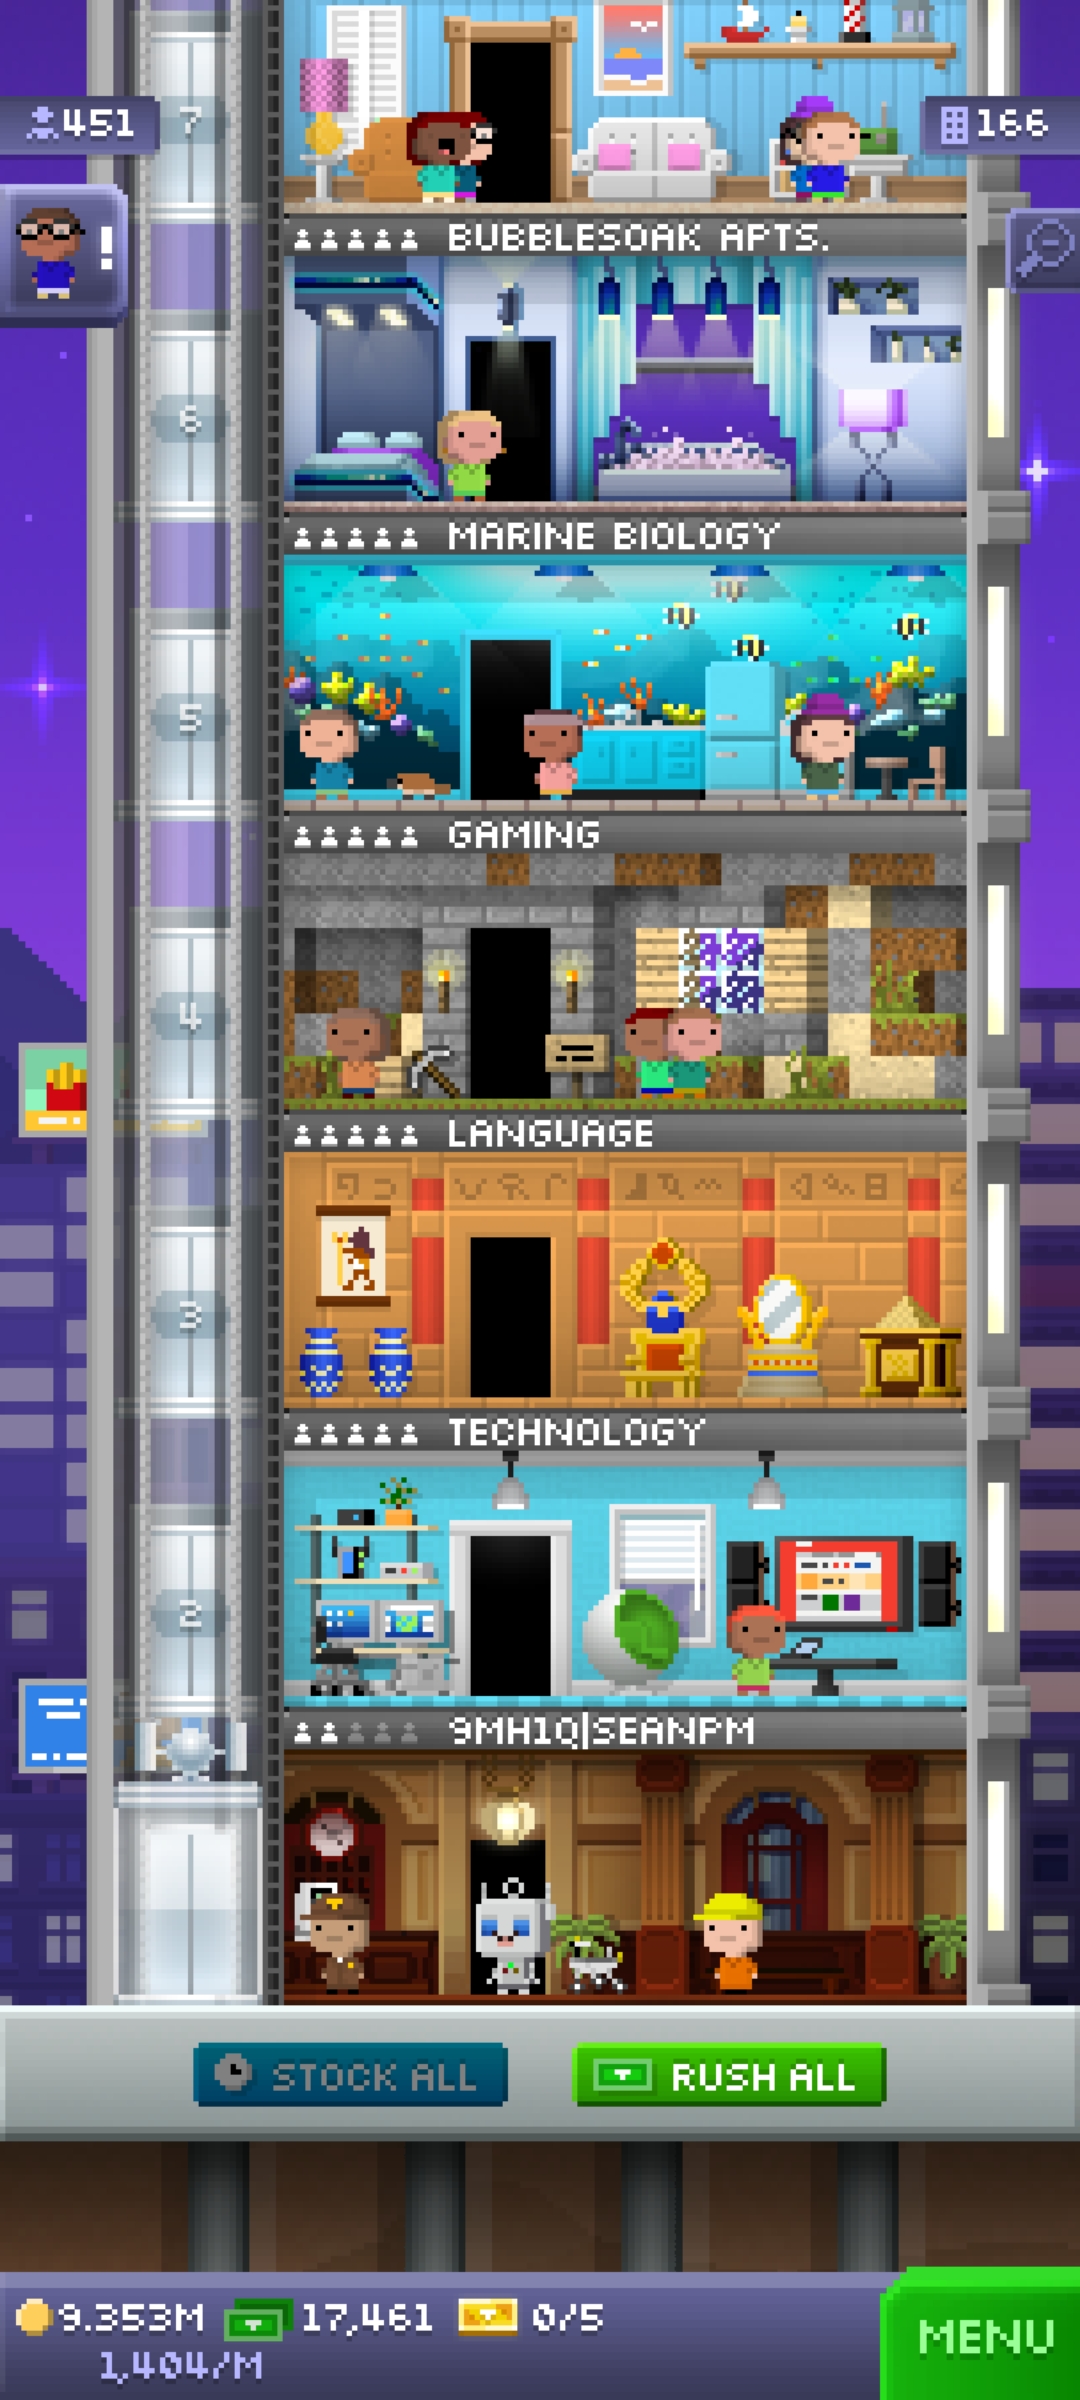 451
7
166
!
BUBBLESOAK APTS.
6
MARINE BIOLOGY
5
GAMING
4
LANGUAGE
3
TECHNOLOGY
2
9MH1Q|SEANPM
STOCK ALL
RUSH ALL
9.353M
17,461
0/5
1,404/M
MENU